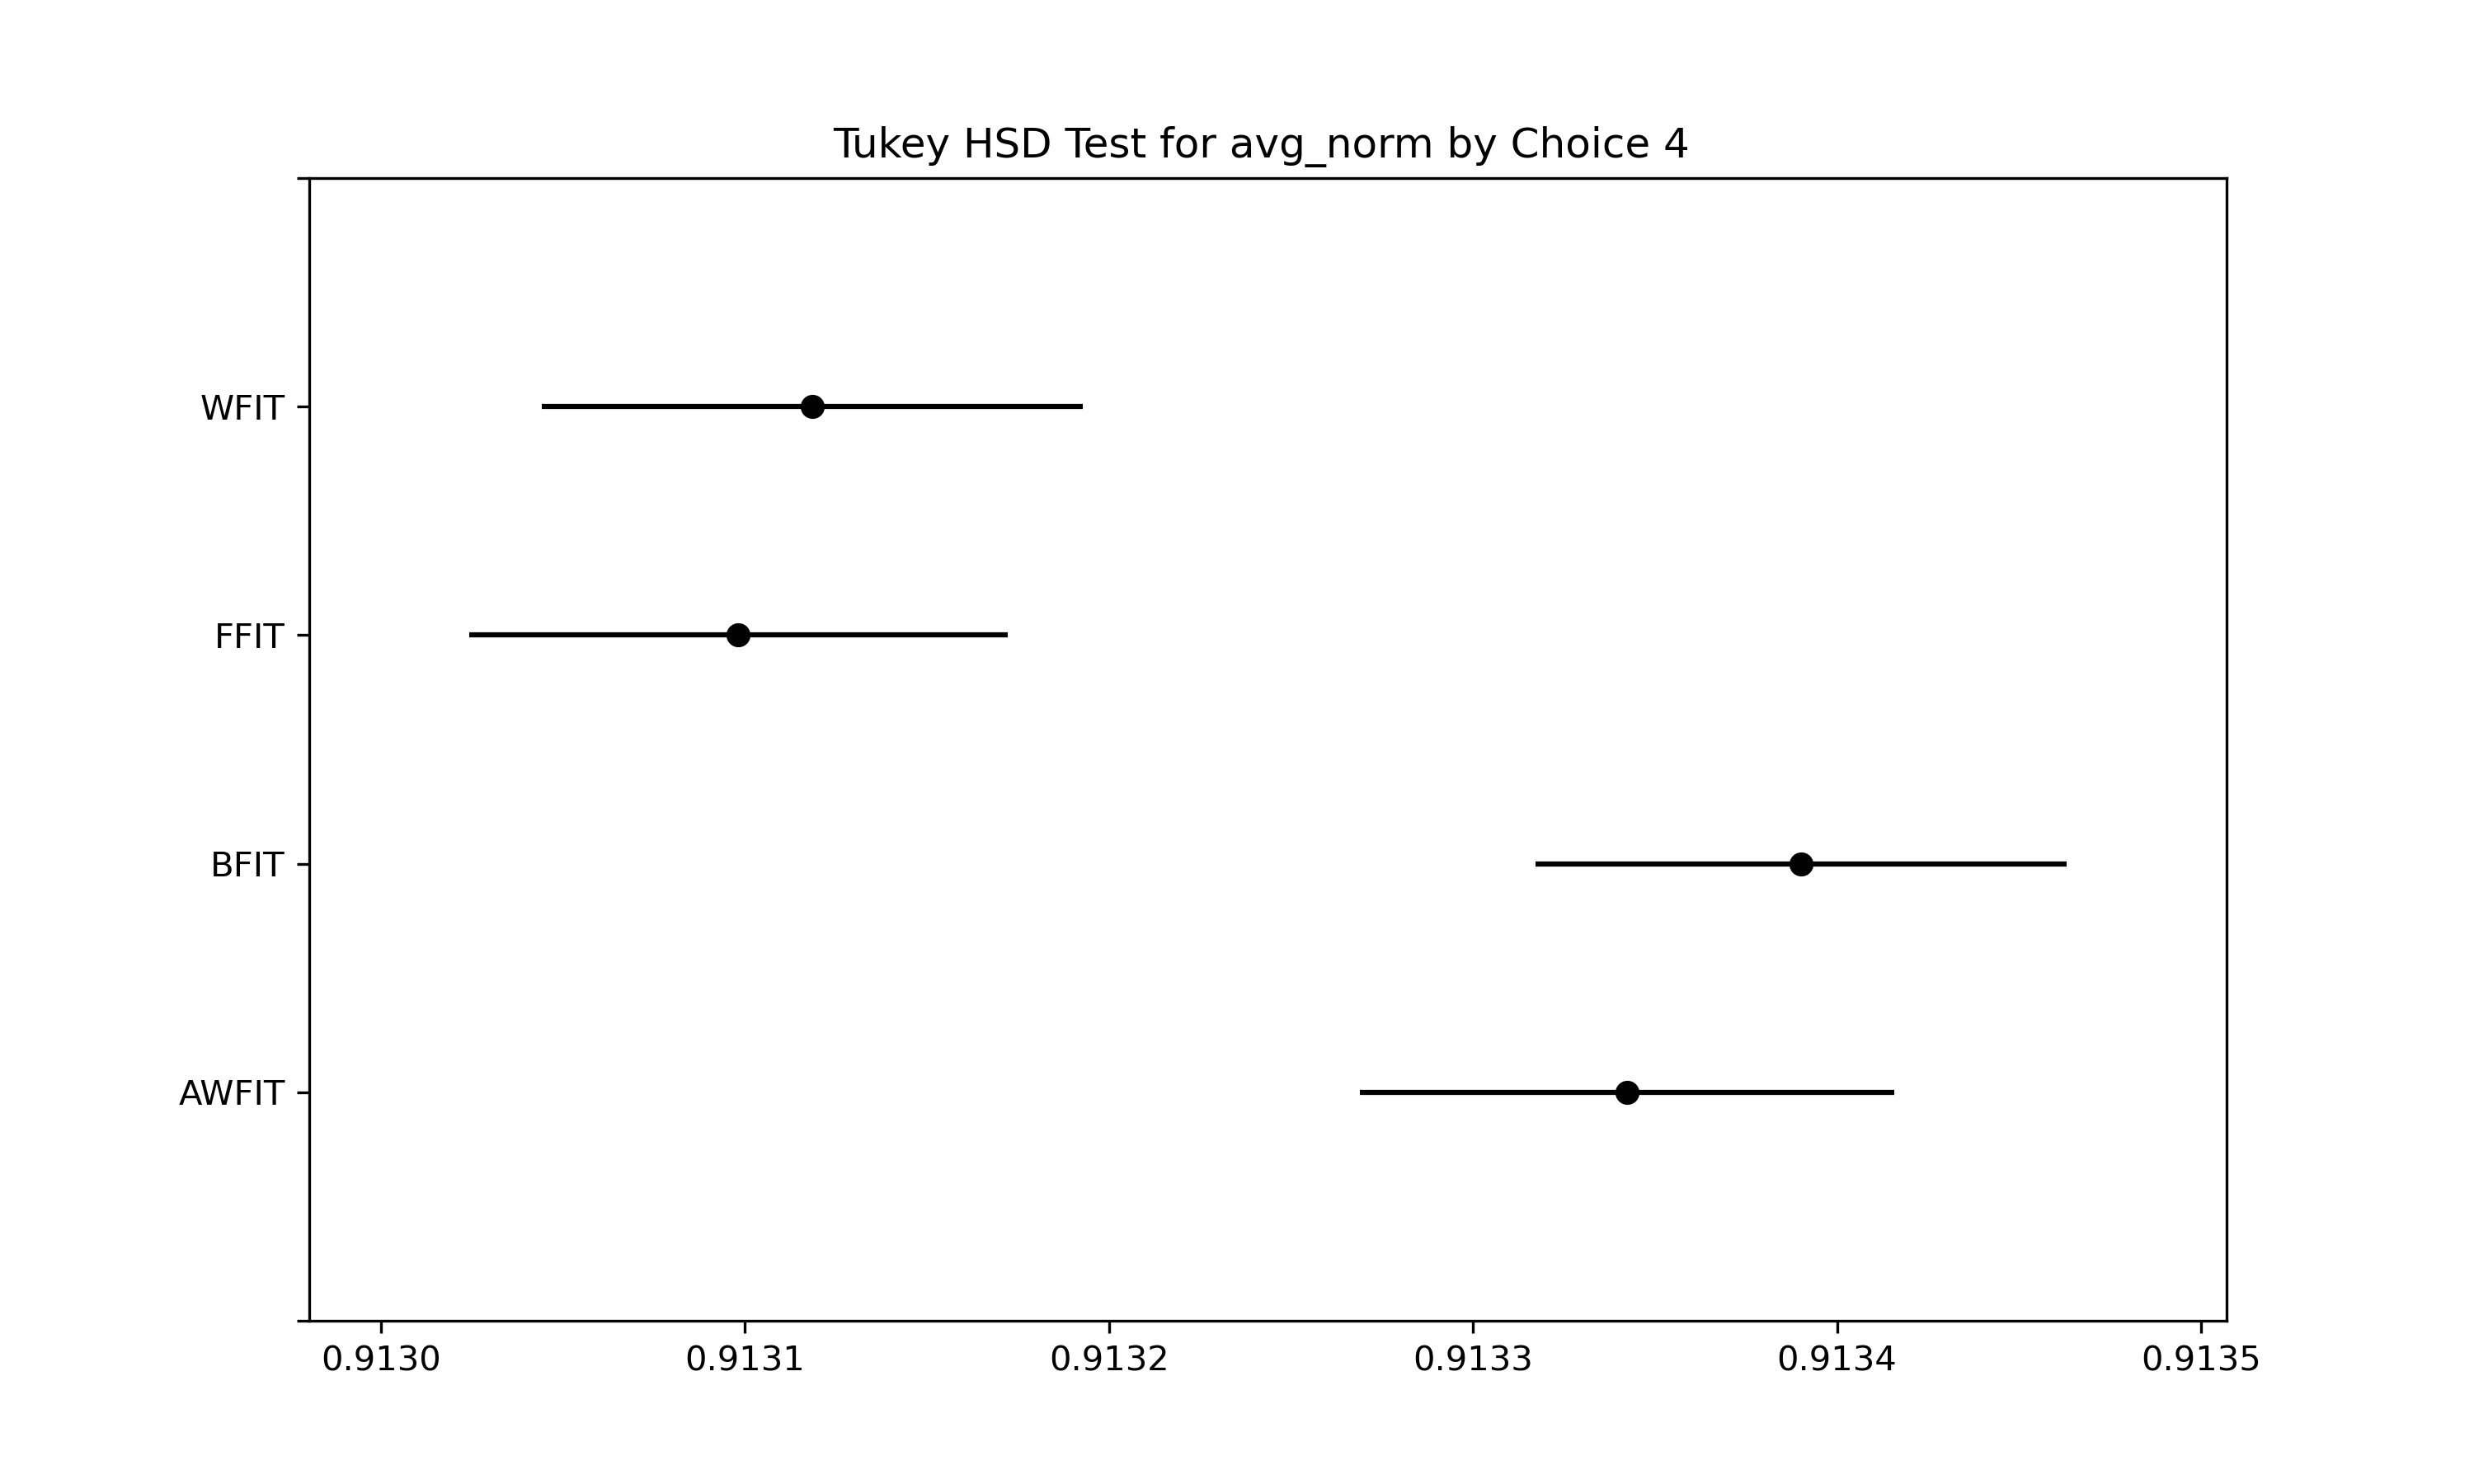 Tukey HSD Test for avg_norm by Choice 4
WFIT
FFIT
BFIT
AWFIT
0.9130 0.9131 0.9132 0.9133 0.9134 0.9135